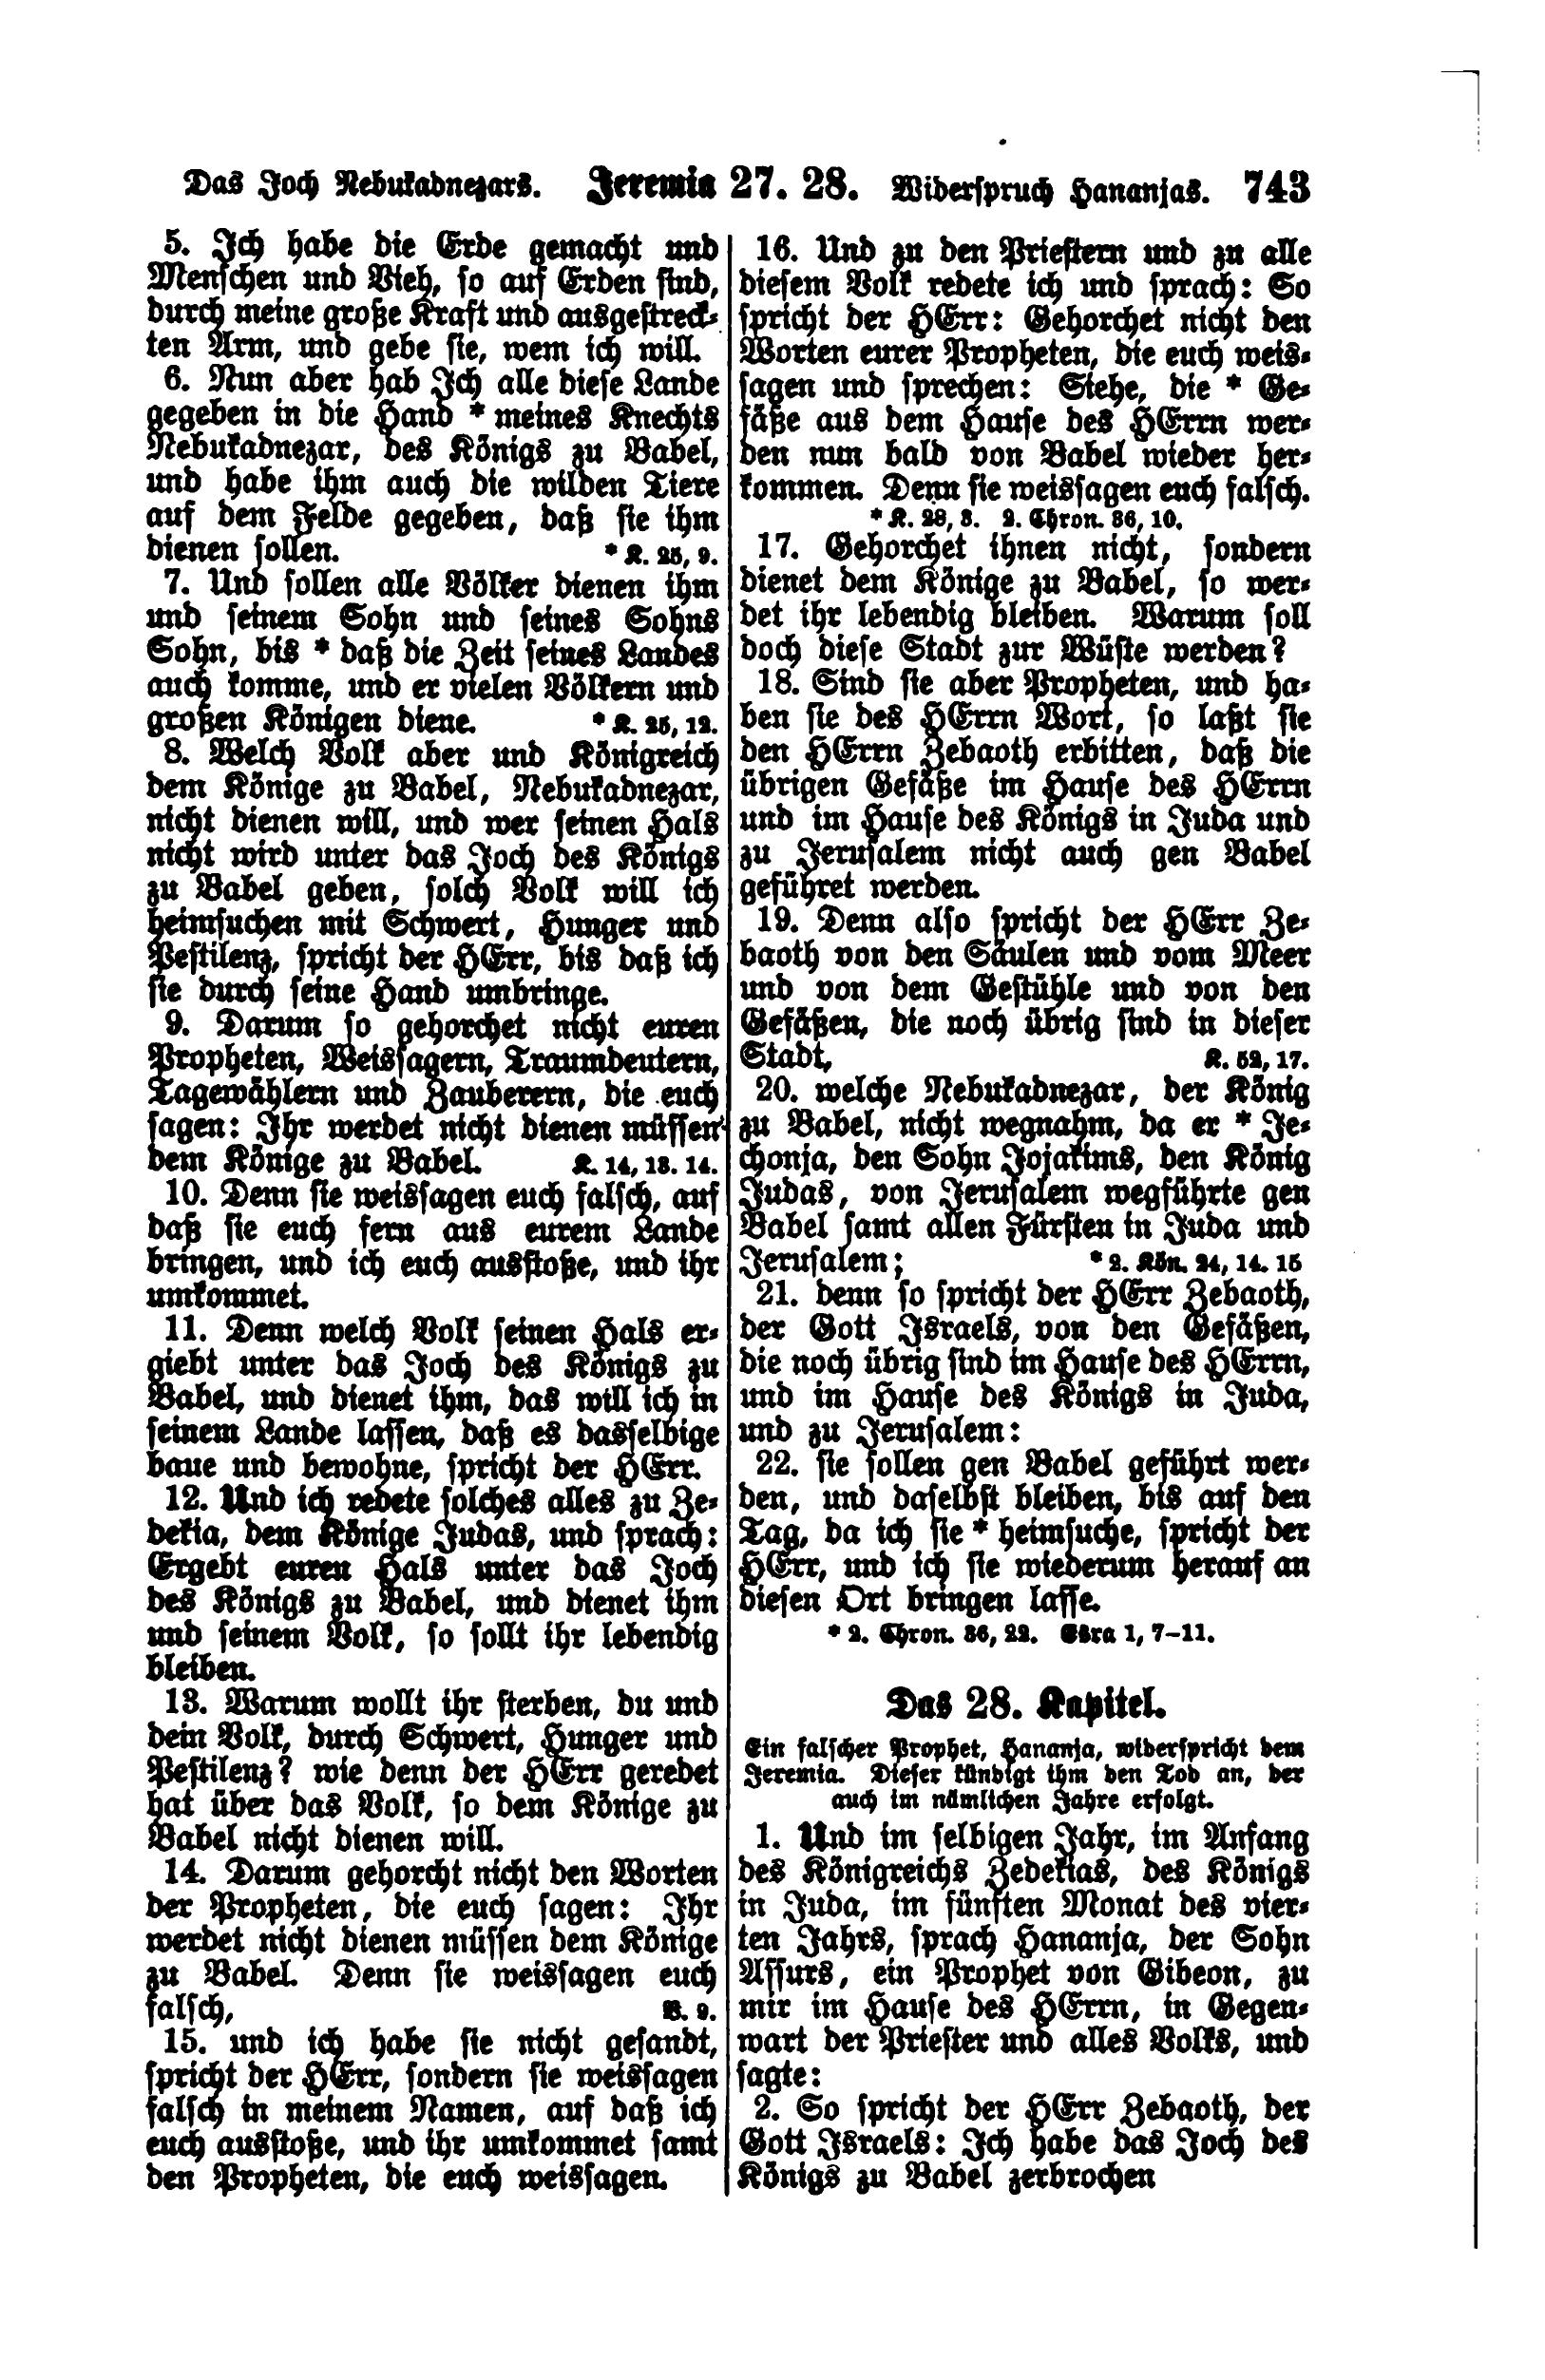 Das Joch Nebukadnezars. Jeremia 27. 28. Widerspruch Hananjas. 743
5. Ich habe die Erde gemacht und
Menschen und Vieh, so auf Erden sind,
durch meine große Kraft und ausgestreck-
ten Arm, und gebe sie, wem ich will.
6. Nun aber hab Ich alle diese Lande
gegeben in die Hand * meines Knechts
Nebukadnezar, des Königs zu Babel,
und habe ihm auch die wilden Tiere
auf dem Felde gegeben, daß sie ihm
dienen sollen. * K. 25, 9.
7. Und sollen alle Völker dienen ihm
und seinem Sohn und seines Sohns
Sohn, bis * daß die Zeit seines Landes
auch komme, und er vielen Völkern und
großen Königen diene. * K. 25, 12.
8. Welch Volk aber und Königreich
dem Könige zu Babel, Nebukadnezar,
nicht dienen will, und wer seinen Hals
nicht wird unter das Joch des Königs
zu Babel geben, solch Volk will ich
heimsuchen mit Schwert, Hunger und
Pestilenz, spricht der HErr, bis daß ich
sie durch seine Hand umbringe.
9. Darum so gehorchet nicht euren
Propheten, Weissagern, Traumdeutern,
Tagewählern und Zauberern, die euch
sagen: Ihr werdet nicht dienen müssen
dem Könige zu Babel. K. 14, 13. 14.
10. Denn sie weissagen euch falsch, auf
daß sie euch fern aus eurem Lande
bringen, und ich euch ausstoße, und ihr
umkommet.
11. Denn welch Volk seinen Hals er-
giebt unter das Joch des Königs zu
Babel, und dienet ihm, das will ich in
seinem Lande lassen, daß es dasselbige
baue und bewohne, spricht der HErr.
12. Und ich redete solches alles zu Ze-
dekia, dem Könige Judas, und sprach:
Ergebt euren Hals unter das Joch
des Königs zu Babel, und dienet ihm
und seinem Volk, so sollt ihr lebendig
bleiben.
13. Warum wollt ihr sterben, du und
dein Volk, durch Schwert, Hunger und
Pestilenz? wie denn der HErr geredet
hat über das Volk, so dem Könige zu
Babel nicht dienen will.
14. Darum gehorcht nicht den Worten
der Propheten, die euch sagen: Ihr
werdet nicht dienen müssen dem Könige
zu Babel. Denn sie weissagen euch
falsch, V. 9.
15. und ich habe sie nicht gesandt,
spricht der HErr, sondern sie weissagen
falsch in meinem Namen, auf daß ich
euch ausstoße, und ihr umkommet samt
den Propheten, die euch weissagen.
16. Und zu den Priestern und zu alle
diesem Volk redete ich und sprach: So
spricht der HErr: Gehorchet nicht den
Worten eurer Propheten, die euch weis-
sagen und sprechen: Siehe, die * Ge-
fäße aus dem Hause des HErrn wer-
den nun bald von Babel wieder her-
kommen. Denn sie weissagen euch falsch.
* K. 28, 3. 2. Chron. 36, 10.
17. Gehorchet ihnen nicht, sondern
dienet dem Könige zu Babel, so wer-
det ihr lebendig bleiben. Warum soll
doch diese Stadt zur Wüste werden?
18. Sind sie aber Propheten, und ha-
ben sie des HErrn Wort, so laßt sie
den HErrn Zebaoth erbitten, daß die
übrigen Gefäße im Hause des HErrn
und im Hause des Königs in Juda und
zu Jerusalem nicht auch gen Babel
geführet werden.
19. Denn also spricht der HErr Ze-
baoth von den Säulen und vom Meer
und von dem Gestühle und von den
Gefäßen, die noch übrig sind in dieser
Stadt, K. 52, 17.
20. welche Nebukadnezar, der König
zu Babel, nicht wegnahm, da er * Je-
chonja, den Sohn Jojakims, den König
Judas, von Jerusalem wegführte gen
Babel samt allen Fürsten in Juda und
Jerusalem; * 2. Kön. 24, 14. 15
21. denn so spricht der HErr Zebaoth,
der Gott Israels, von den Gefäßen,
die noch übrig sind im Hause des HErrn,
und im Hause des Königs in Juda,
und zu Jerusalem:
22. sie sollen gen Babel geführt wer-
den, und daselbst bleiben, bis auf den
Tag, da ich sie * heimsuche, spricht der
HErr, und ich sie wiederum herauf an
diesen Ort bringen lasse.
* 2. Chron. 36, 22. Esra 1, 7–11.
Das 28. Kapitel.
Ein falscher Prophet, Hananja, widerspricht dem
Jeremia. Dieser kündigt ihm den Tod an, der
auch im nämlichen Jahre erfolgt.
1. Und im selbigen Jahr, im Anfang
des Königreichs Zedekias, des Königs
in Juda, im fünften Monat des vier-
ten Jahrs, sprach Hananja, der Sohn
Assurs, ein Prophet von Gibeon, zu
mir im Hause des HErrn, in Gegen-
wart der Priester und alles Volks, und
sagte:
2. So spricht der HErr Zebaoth, der
Gott Israels: Ich habe das Joch des
Königs zu Babel zerbrochen